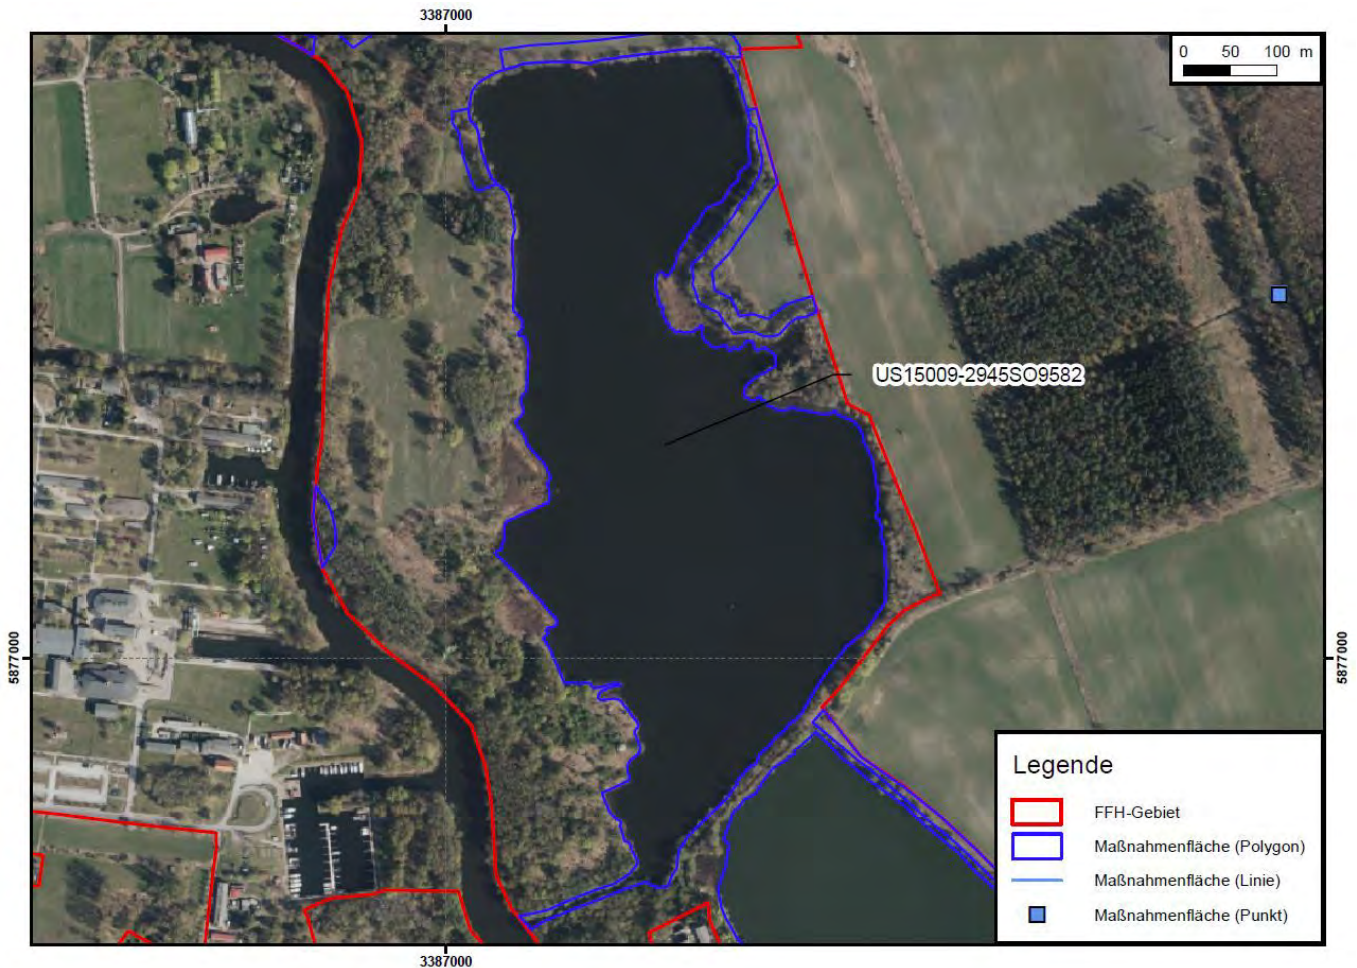 3387000
0 50 100 m
US15009-2945SO9582
5877000
5877000
Legende
FFH-Gebiet
Maßnahmenfläche (Polygon)
Maßnahmenfläche (Linie)
Maßnahmenfläche (Punkt)
3387000